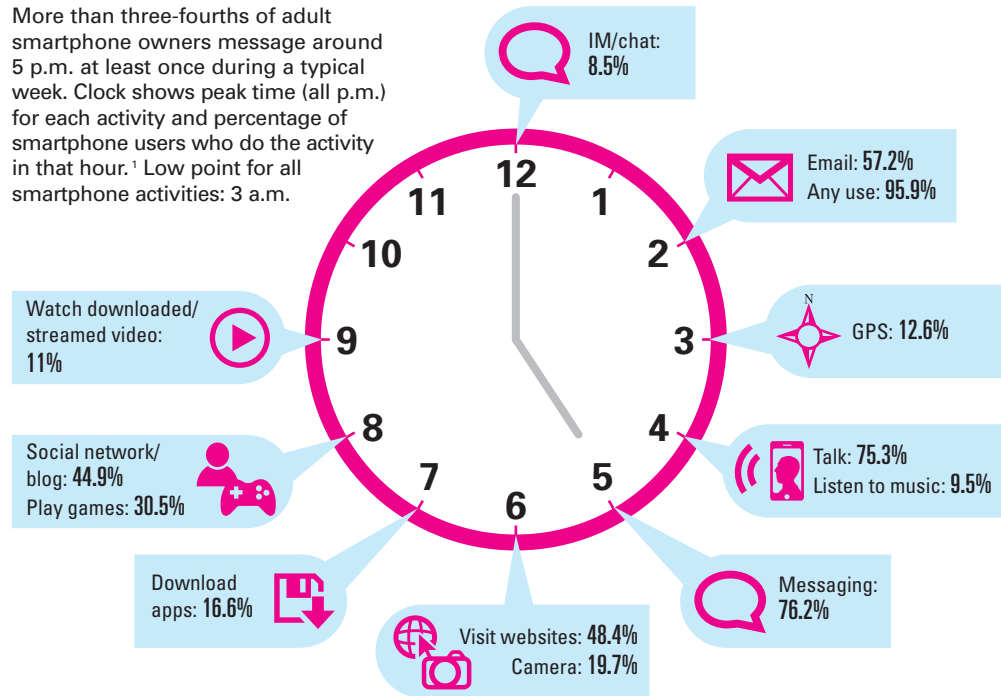 More than three-fourths of adult
smartphone owners message around
5 p.m. at least once during a typical
week. Clock shows peak time (all p.m.)
for each activity and percentage of
smartphone users who do the activity
in that hour.¹ Low point for all
smartphone activities: 3 a.m.
IM/chat:
8.5%
Email: 57.2%
Any use: 95.9%
N
GPS: 12.6%
Talk: 75.3%
Listen to music: 9.5%
Messaging:
76.2%
Visit websites: 48.4%
Camera: 19.7%
Download
apps: 16.6%
Social network/
blog: 44.9%
Play games: 30.5%
Watch downloaded/
streamed video:
11%
12
1
2
3
4
5
6
7
8
9
10
11